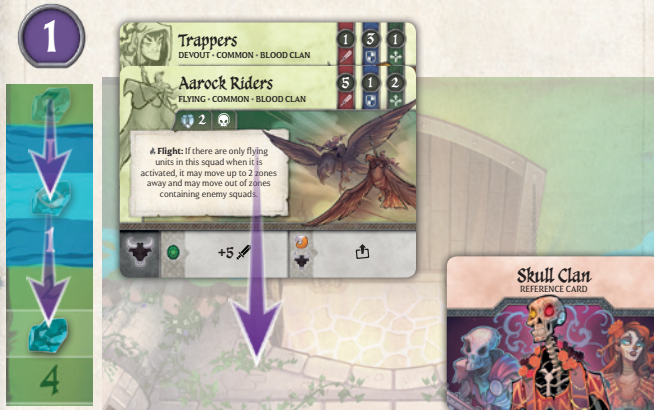 1
Trappers
DEVOUT • COMMON • BLOOD CLAN
1 3 1
Aarock Riders
FLYING • COMMON • BLOOD CLAN
5 1 2
2
Flight: If there are only flying
units in this squad when it is
activated, it may move up to 2 zones
away and may move out of zones
containing enemy squads.
+5
1
2
4
Skull Clan
REFERENCE CARD